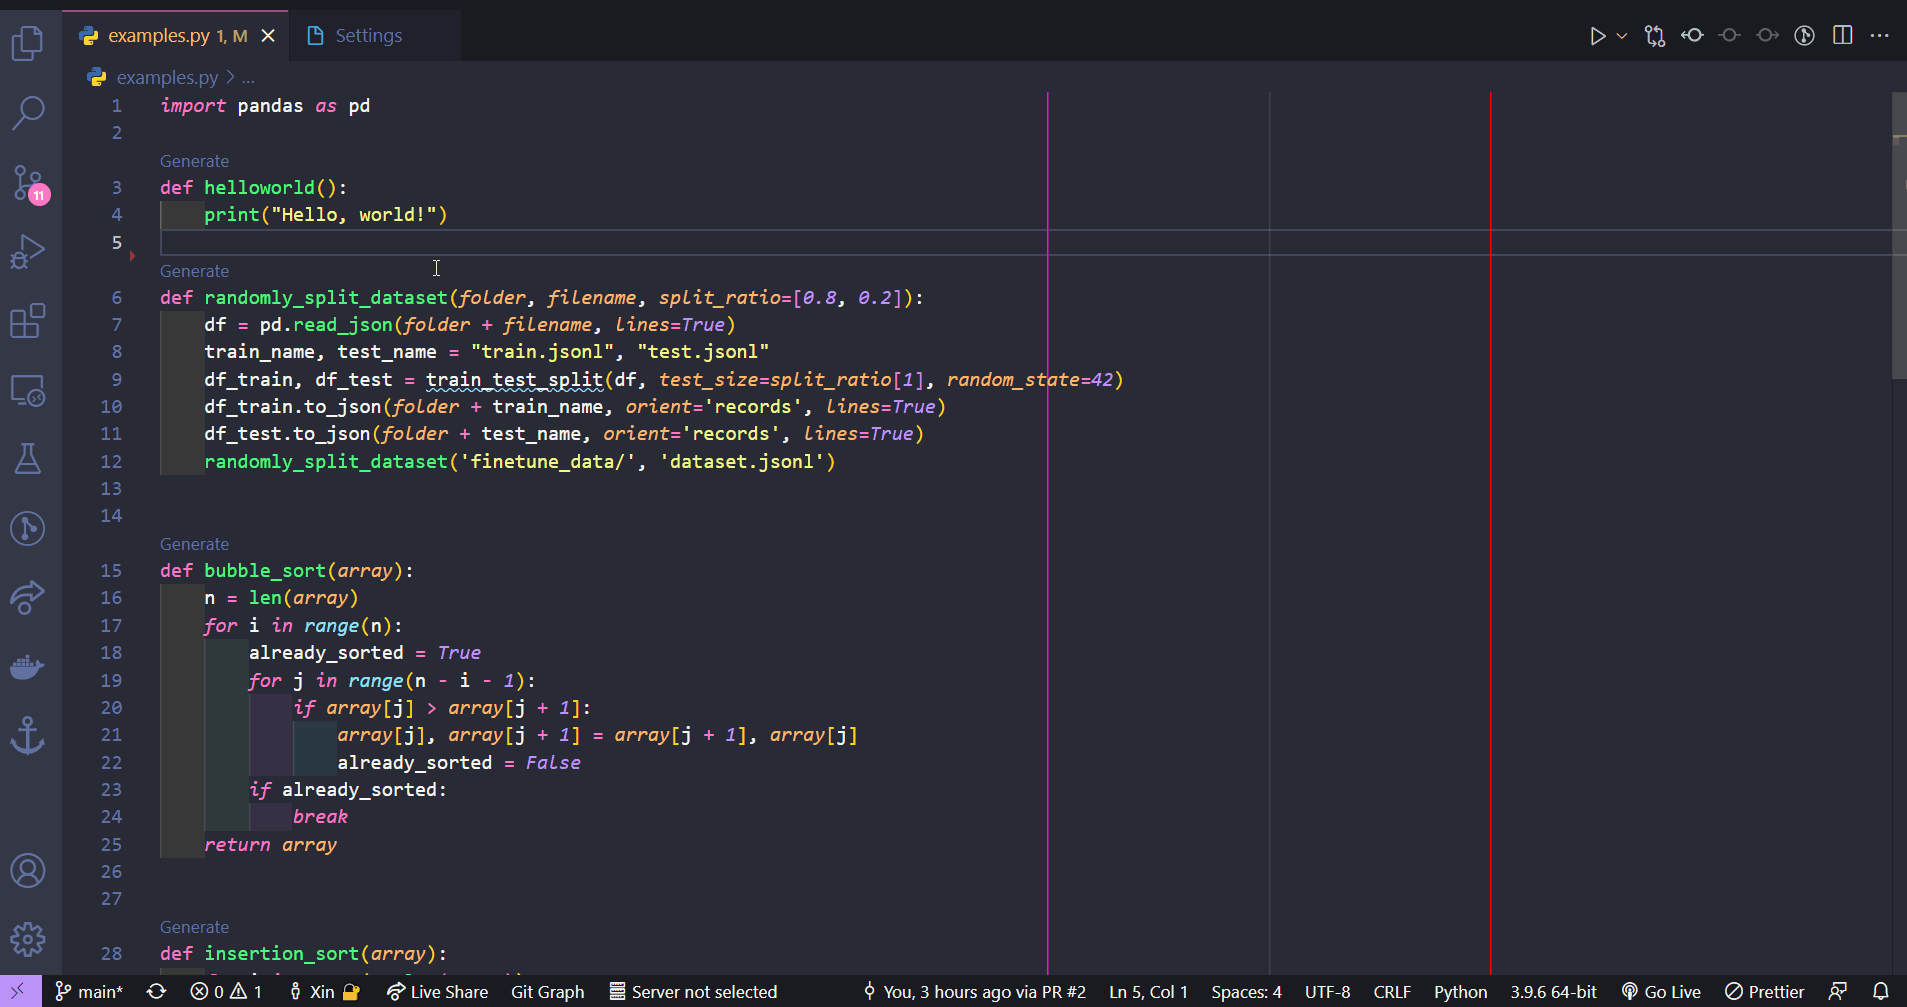 examples.py 1, M
Settings
examples.py > ...
1 import pandas as pd
2
Generate
3 def helloworld():
4     print("Hello, world!")
5
Generate
6 def randomly_split_dataset(folder, filename, split_ratio=[0.8, 0.2]):
7     df = pd.read_json(folder + filename, lines=True)
8     train_name, test_name = "train.jsonl", "test.jsonl"
9     df_train, df_test = train_test_split(df, test_size=split_ratio[1], random_state=42)
10     df_train.to_json(folder + train_name, orient='records', lines=True)
11     df_test.to_json(folder + test_name, orient='records', lines=True)
12     randomly_split_dataset('finetune_data/', 'dataset.jsonl')
13
14
Generate
15 def bubble_sort(array):
16     n = len(array)
17     for i in range(n):
18         already_sorted = True
19         for j in range(n - i - 1):
20             if array[j] > array[j + 1]:
21                 array[j], array[j + 1] = array[j + 1], array[j]
22                 already_sorted = False
23         if already_sorted:
24             break
25     return array
26
27
Generate
28 def insertion_sort(array):
11
main* 0 1 Xin Live Share Git Graph Server not selected You, 3 hours ago via PR #2 Ln 5, Col 1 Spaces: 4 UTF-8 CRLF Python 3.9.6 64-bit Go Live Prettier